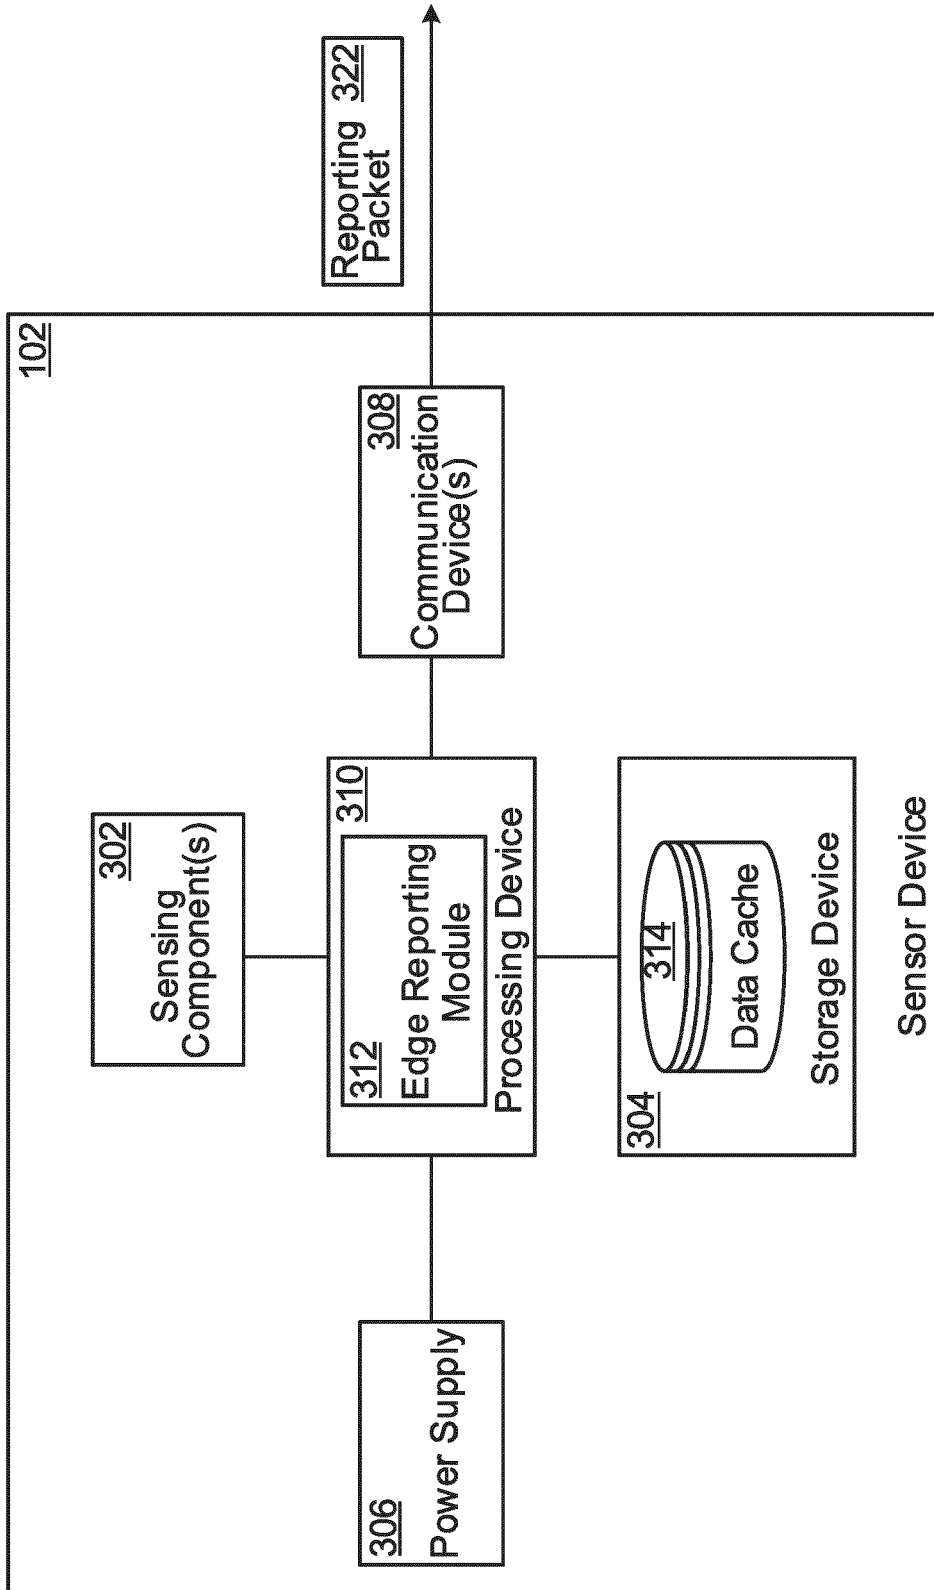 102
302
Sensing
Component(s)
Reporting 322
Packet
306
Power Supply
310
312
Edge Reporting
Module
Processing Device
308
Communication
Device(s)
304
314
Data Cache
Storage Device
Sensor Device